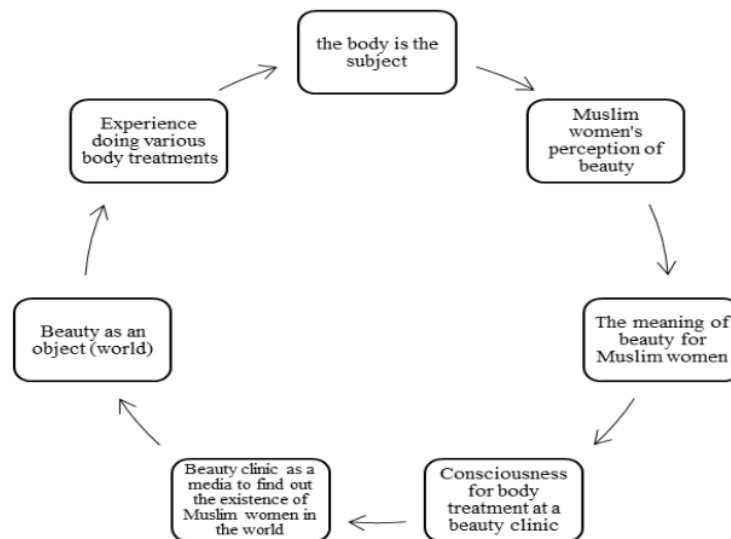 the body is the
subject
Muslim
women's
perception of
beauty
The meaning of
beauty for
Muslim women
Consciousness
for body
treatment at a
beauty clinic
Beauty clinic as a
media to find out
the existence of
Muslim women in
the world
Beauty as an
object (world)
Experience
doing various
body treatments